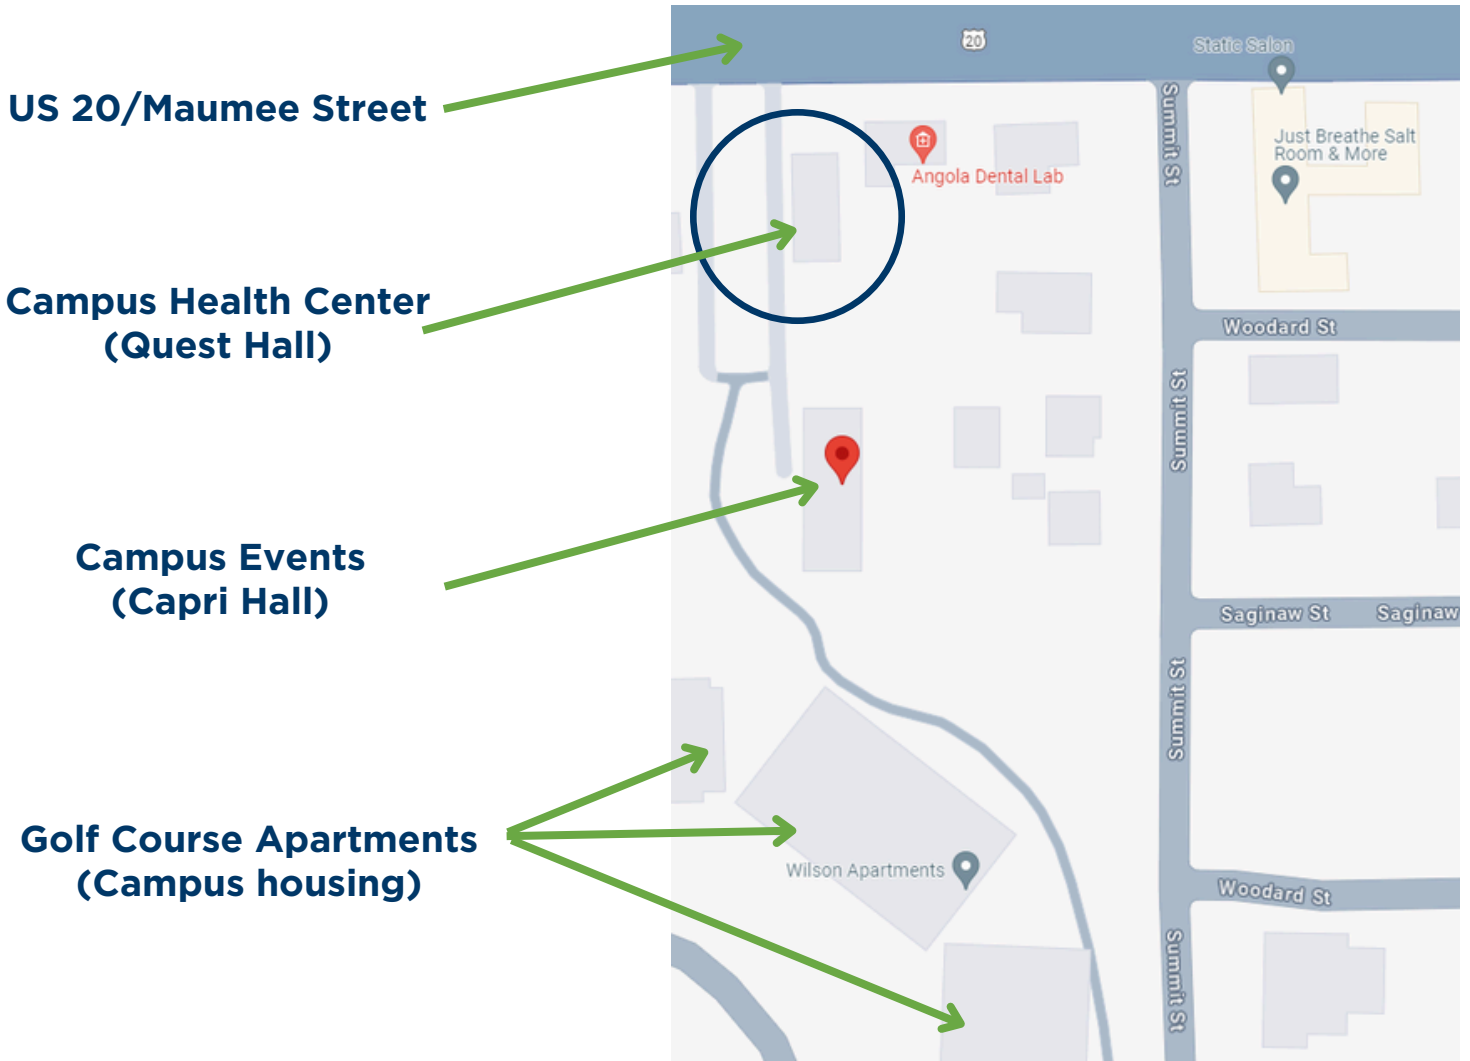 US 20/Maumee Street
Campus Health Center
(Quest Hall)
Campus Events
(Capri Hall)
Golf Course Apartments
(Campus housing)
20
Static Salon
Summit St
Just Breathe Salt
Room & More
Angola Dental Lab
Woodard St
Summit St
Saginaw St
Saginaw
Summit St
Wilson Apartments
Woodard St
Summit St